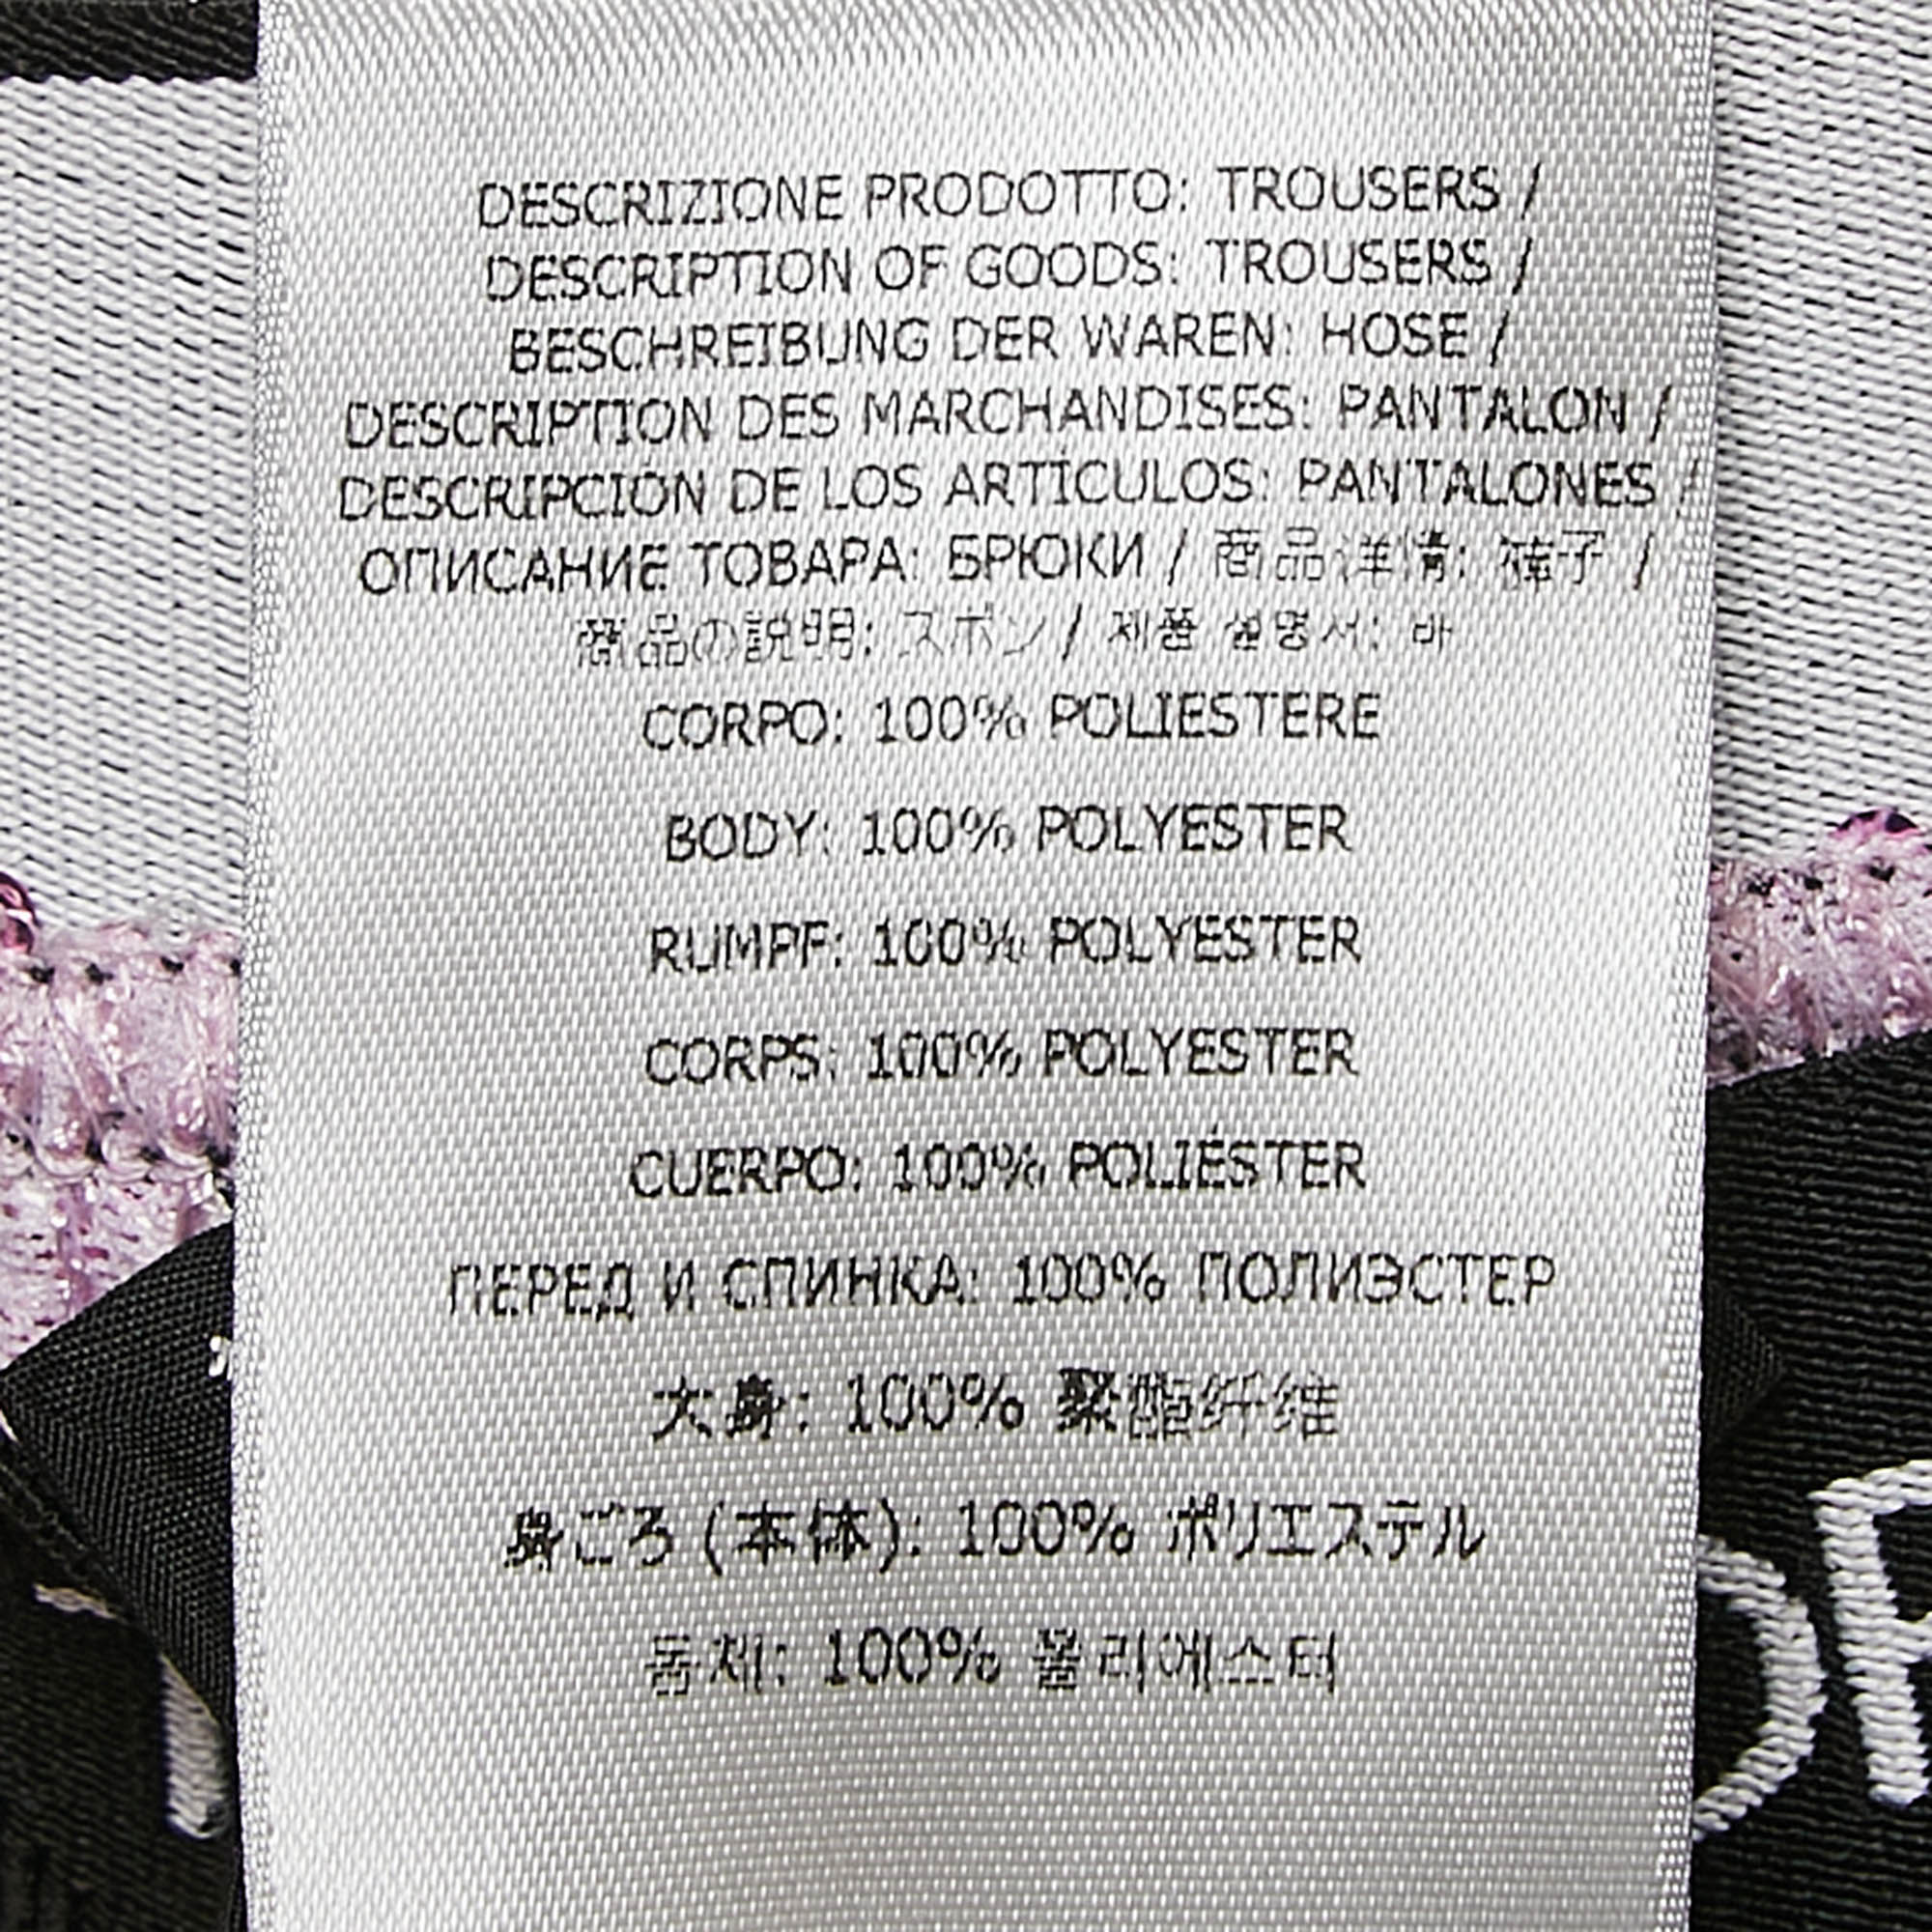 DESCRIZIONE PRODOTTO: TROUSERS /
DESCRIPTION OF GOODS: TROUSERS /
BESCHREIBUNG DER WAREN: HOSE /
DESCRIPTION DES MARCHANDISES: PANTALON /
DESCRIPCIÓN DE LOS ARTÍCULOS: PANTALONES /
ОПИСАНИЕ ТОВАРА: БРЮКИ / 商品详情: 裤子 /
商品の説明: ズボン / 제품 설명서: 바
CORPO: 100% POLIESTERE
BODY: 100% POLYESTER
RUMPF: 100% POLYESTER
CORPS: 100% POLYESTER
CUERPO: 100% POLIÉSTER
ПЕРЕД И СПИНКА: 100% ПОЛИЭСТЕР
大身: 100% 聚酯纤维
身ごろ (本体): 100% ポリエステル
몸체: 100% 폴리에스터